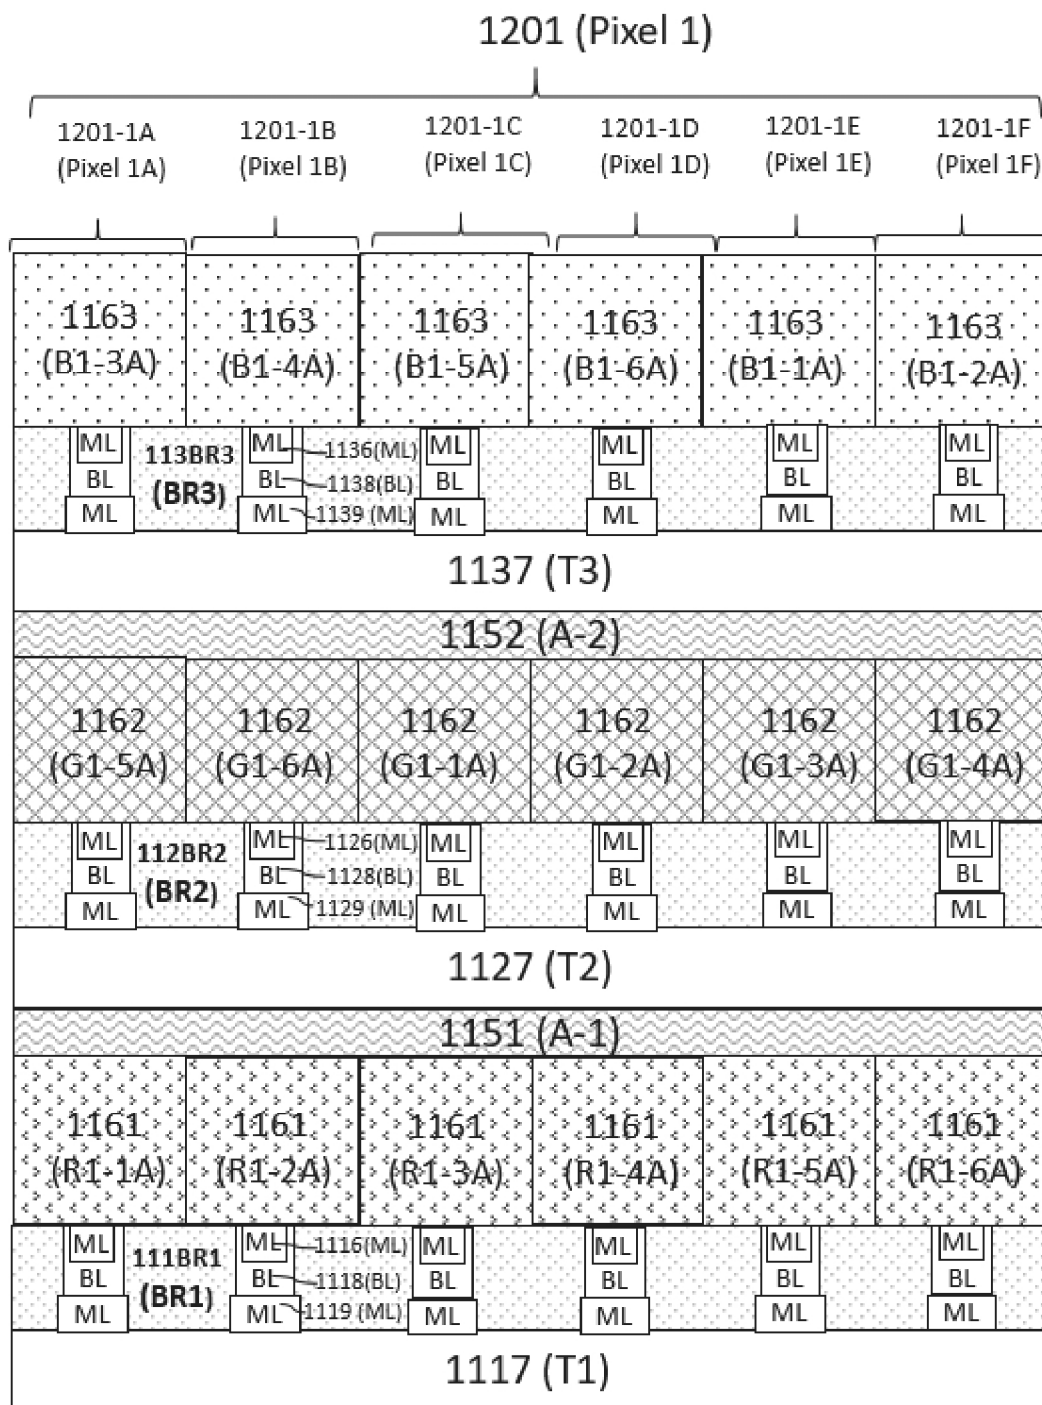 1201 (Pixel 1)
1201-1A 1201-1B 1201-1C 1201-1D 1201-1E 1201-1F
(Pixel 1A) (Pixel 1B) (Pixel 1C) (Pixel 1D) (Pixel 1E) (Pixel 1F)
1163 1163 1163 1163 1163 1163
(B1-3A) (B1-4A) (B1-5A) (B1-6A) (B1-1A) (B1-2A)
ML 113BR3 ML 1136(ML) ML ML ML ML
BL (BR3) BL 1138(BL) BL BL BL BL
ML ML 1139 (ML) ML ML ML ML
1137 (T3)
1152 (A-2)
1162 1162 1162 1162 1162 1162
(G1-5A) (G1-6A) (G1-1A) (G1-2A) (G1-3A) (G1-4A)
ML 112BR2 ML 1126(ML) ML ML ML ML
BL (BR2) BL 1128(BL) BL BL BL BL
ML ML 1129 (ML) ML ML ML ML
1127 (T2)
1151 (A-1)
1161 1161 1161 1161 1161 1161
(R1-1A) (R1-2A) (R1-3A) (R1-4A) (R1-5A) (R1-6A)
ML 111BR1 ML 1116(ML) ML ML ML ML
BL (BR1) BL 1118(BL) BL BL BL BL
ML ML 1119 (ML) ML ML ML ML
1117 (T1)